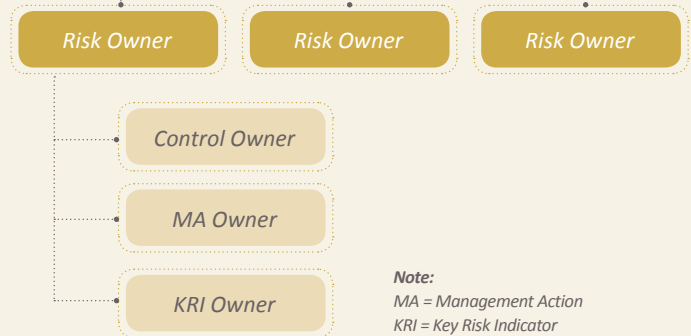 Risk Owner
Risk Owner
Risk Owner
Control Owner
MA Owner
KRI Owner
Note:
MA = Management Action
KRI = Key Risk Indicator